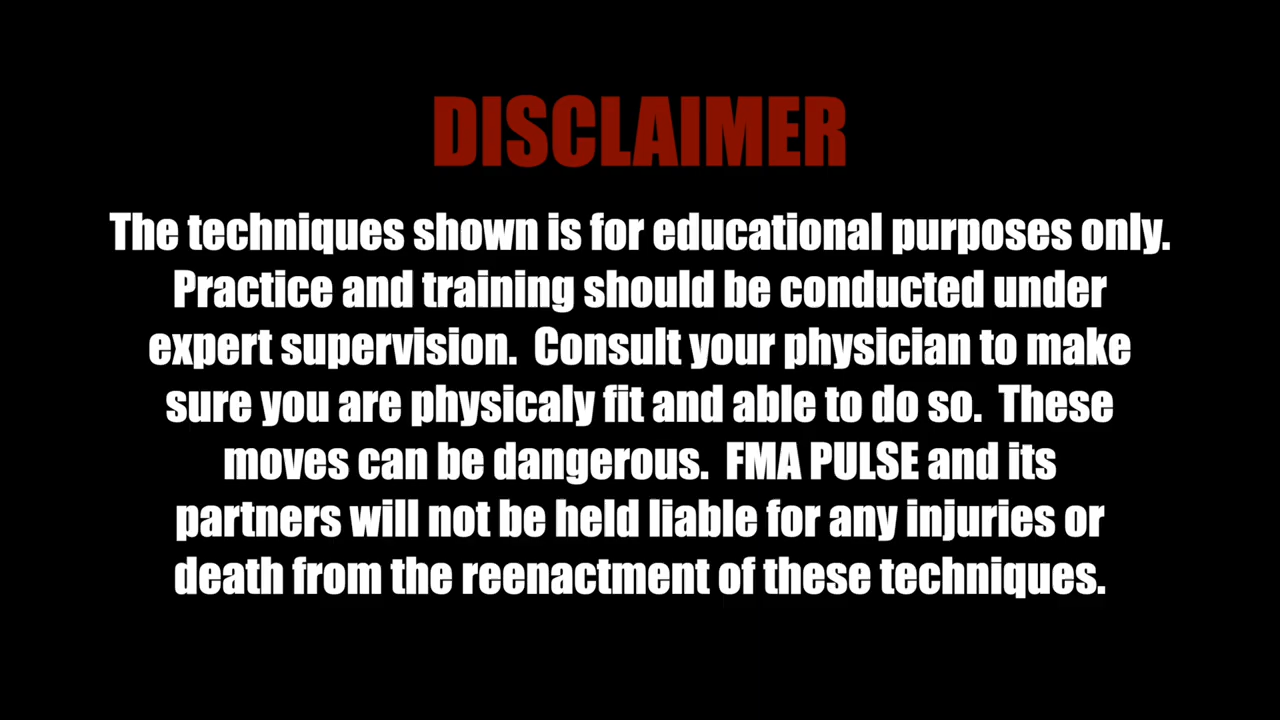 DISCLAIMER
The techniques shown is for educational purposes only.
Practice and training should be conducted under
expert supervision.  Consult your physician to make
sure you are physicaly fit and able to do so.  These
moves can be dangerous.  FMA PULSE and its
partners will not be held liable for any injuries or
death from the reenactment of these techniques.